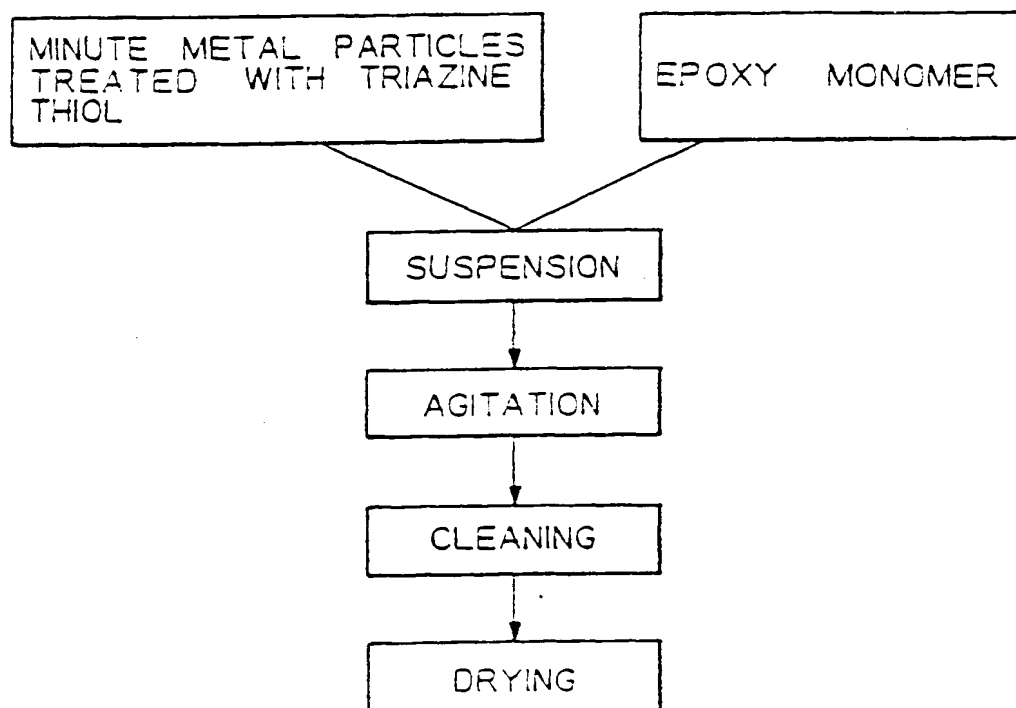 MINUTE METAL PARTICLES
TREATED WITH TRIAZINE
THIOL
EPOXY MONOMER
SUSPENSION
AGITATION
CLEANING
DRYING